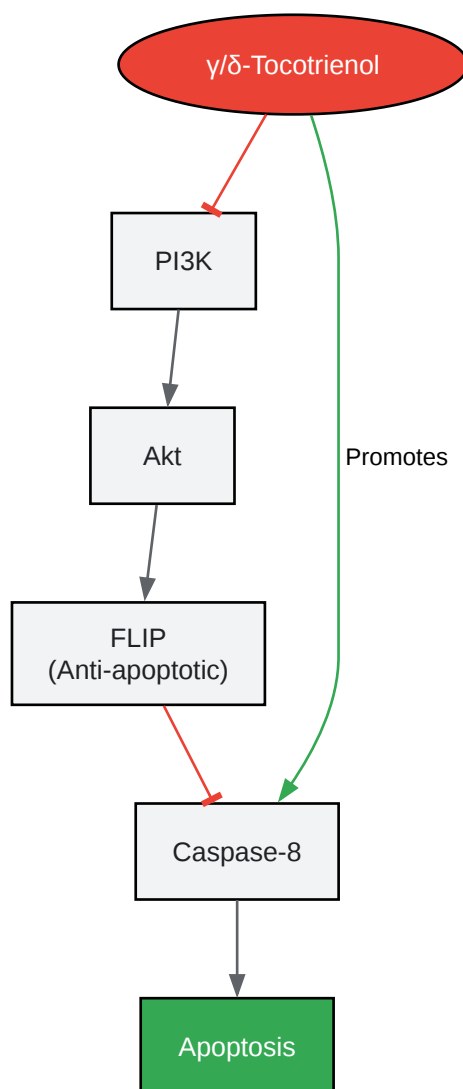 γ/δ-Tocotrienol
PI3K
Akt
Promotes
FLIP
(Anti-apoptotic)
Caspase-8
Apoptosis